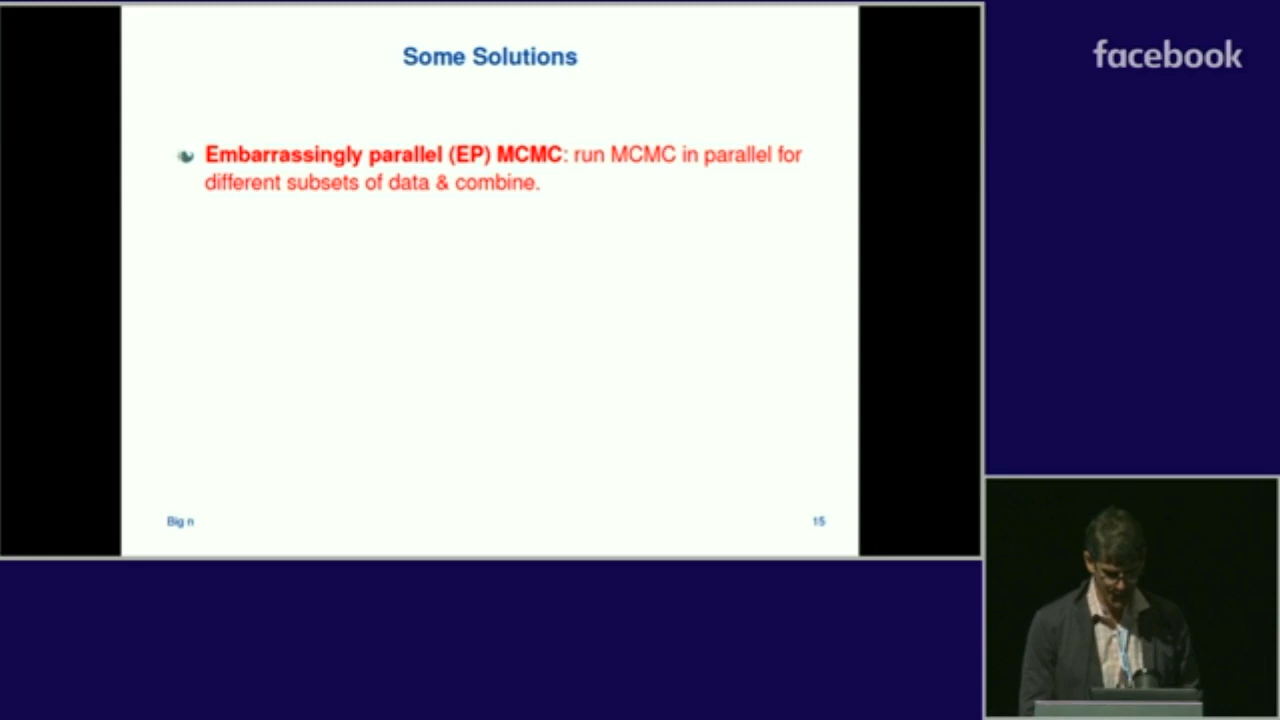 Some Solutions
facebook
Embarrassingly parallel (EP) MCMC: run MCMC in parallel for
different subsets of data & combine.
Big n
15